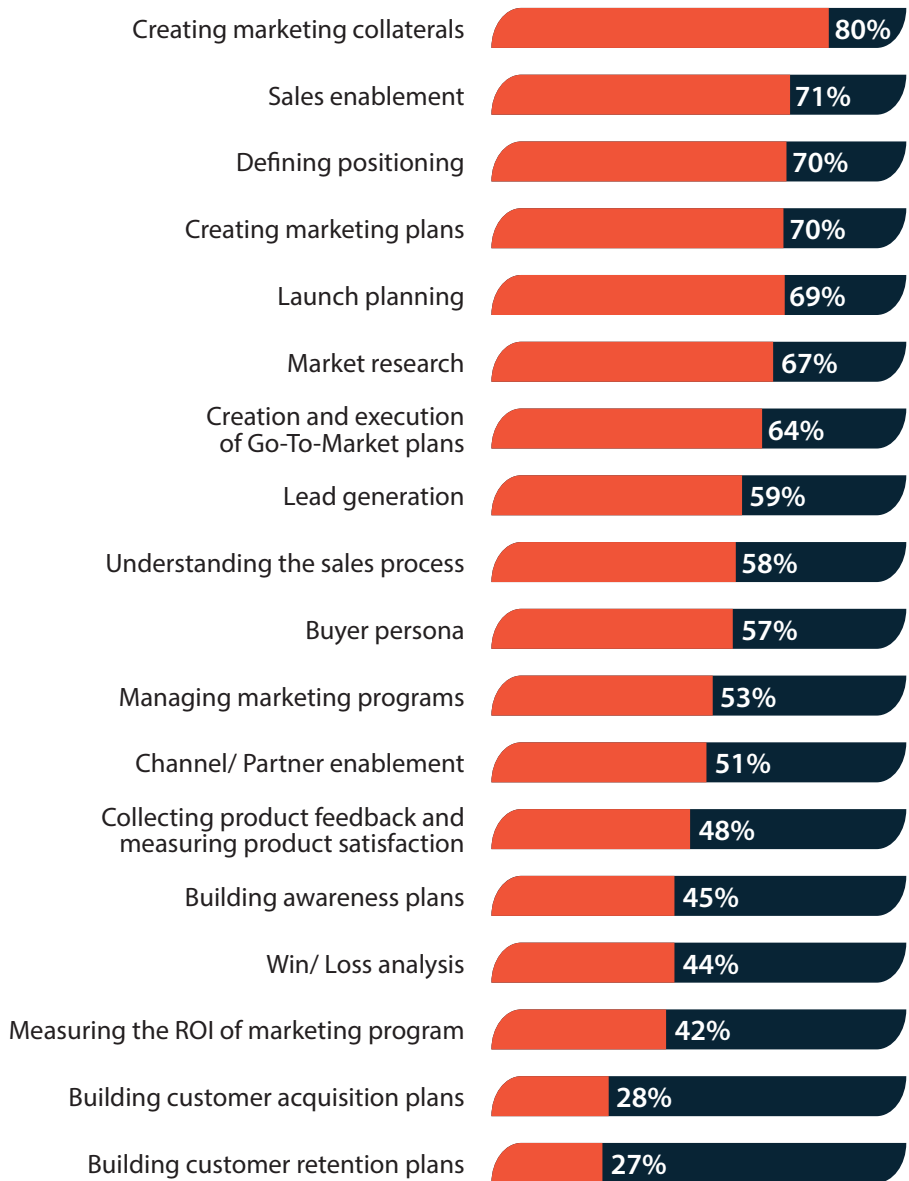 Creating marketing collaterals 80%
Sales enablement 71%
Defining positioning 70%
Creating marketing plans 70%
Launch planning 69%
Market research 67%
Creation and execution
of Go-To-Market plans 64%
Lead generation 59%
Understanding the sales process 58%
Buyer persona 57%
Managing marketing programs 53%
Channel/ Partner enablement 51%
Collecting product feedback and
measuring product satisfaction 48%
Building awareness plans 45%
Win/ Loss analysis 44%
Measuring the ROI of marketing program 42%
Building customer acquisition plans 28%
Building customer retention plans 27%